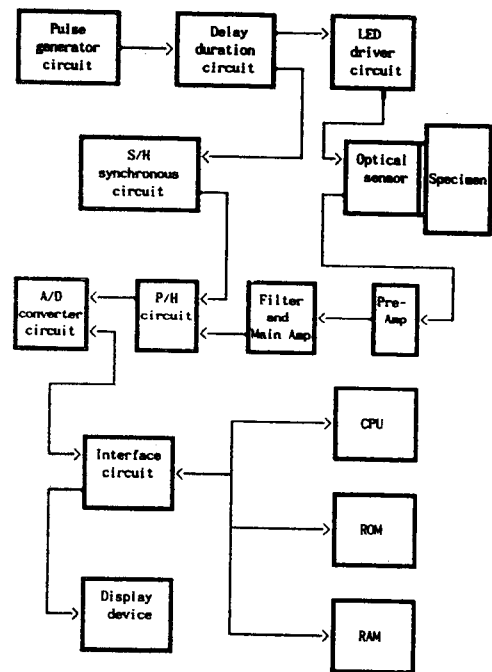 Pulse
generator
circuit
Delay
duration
circuit
LED
driver
circuit
S/H
synchronous
circuit
Optical
sensor
Specimen
A/D
converter
circuit
P/H
circuit
Filter
and
Main Amp
Pre-
Amp
Interface
circuit
CPU
ROM
Display
device
RAM